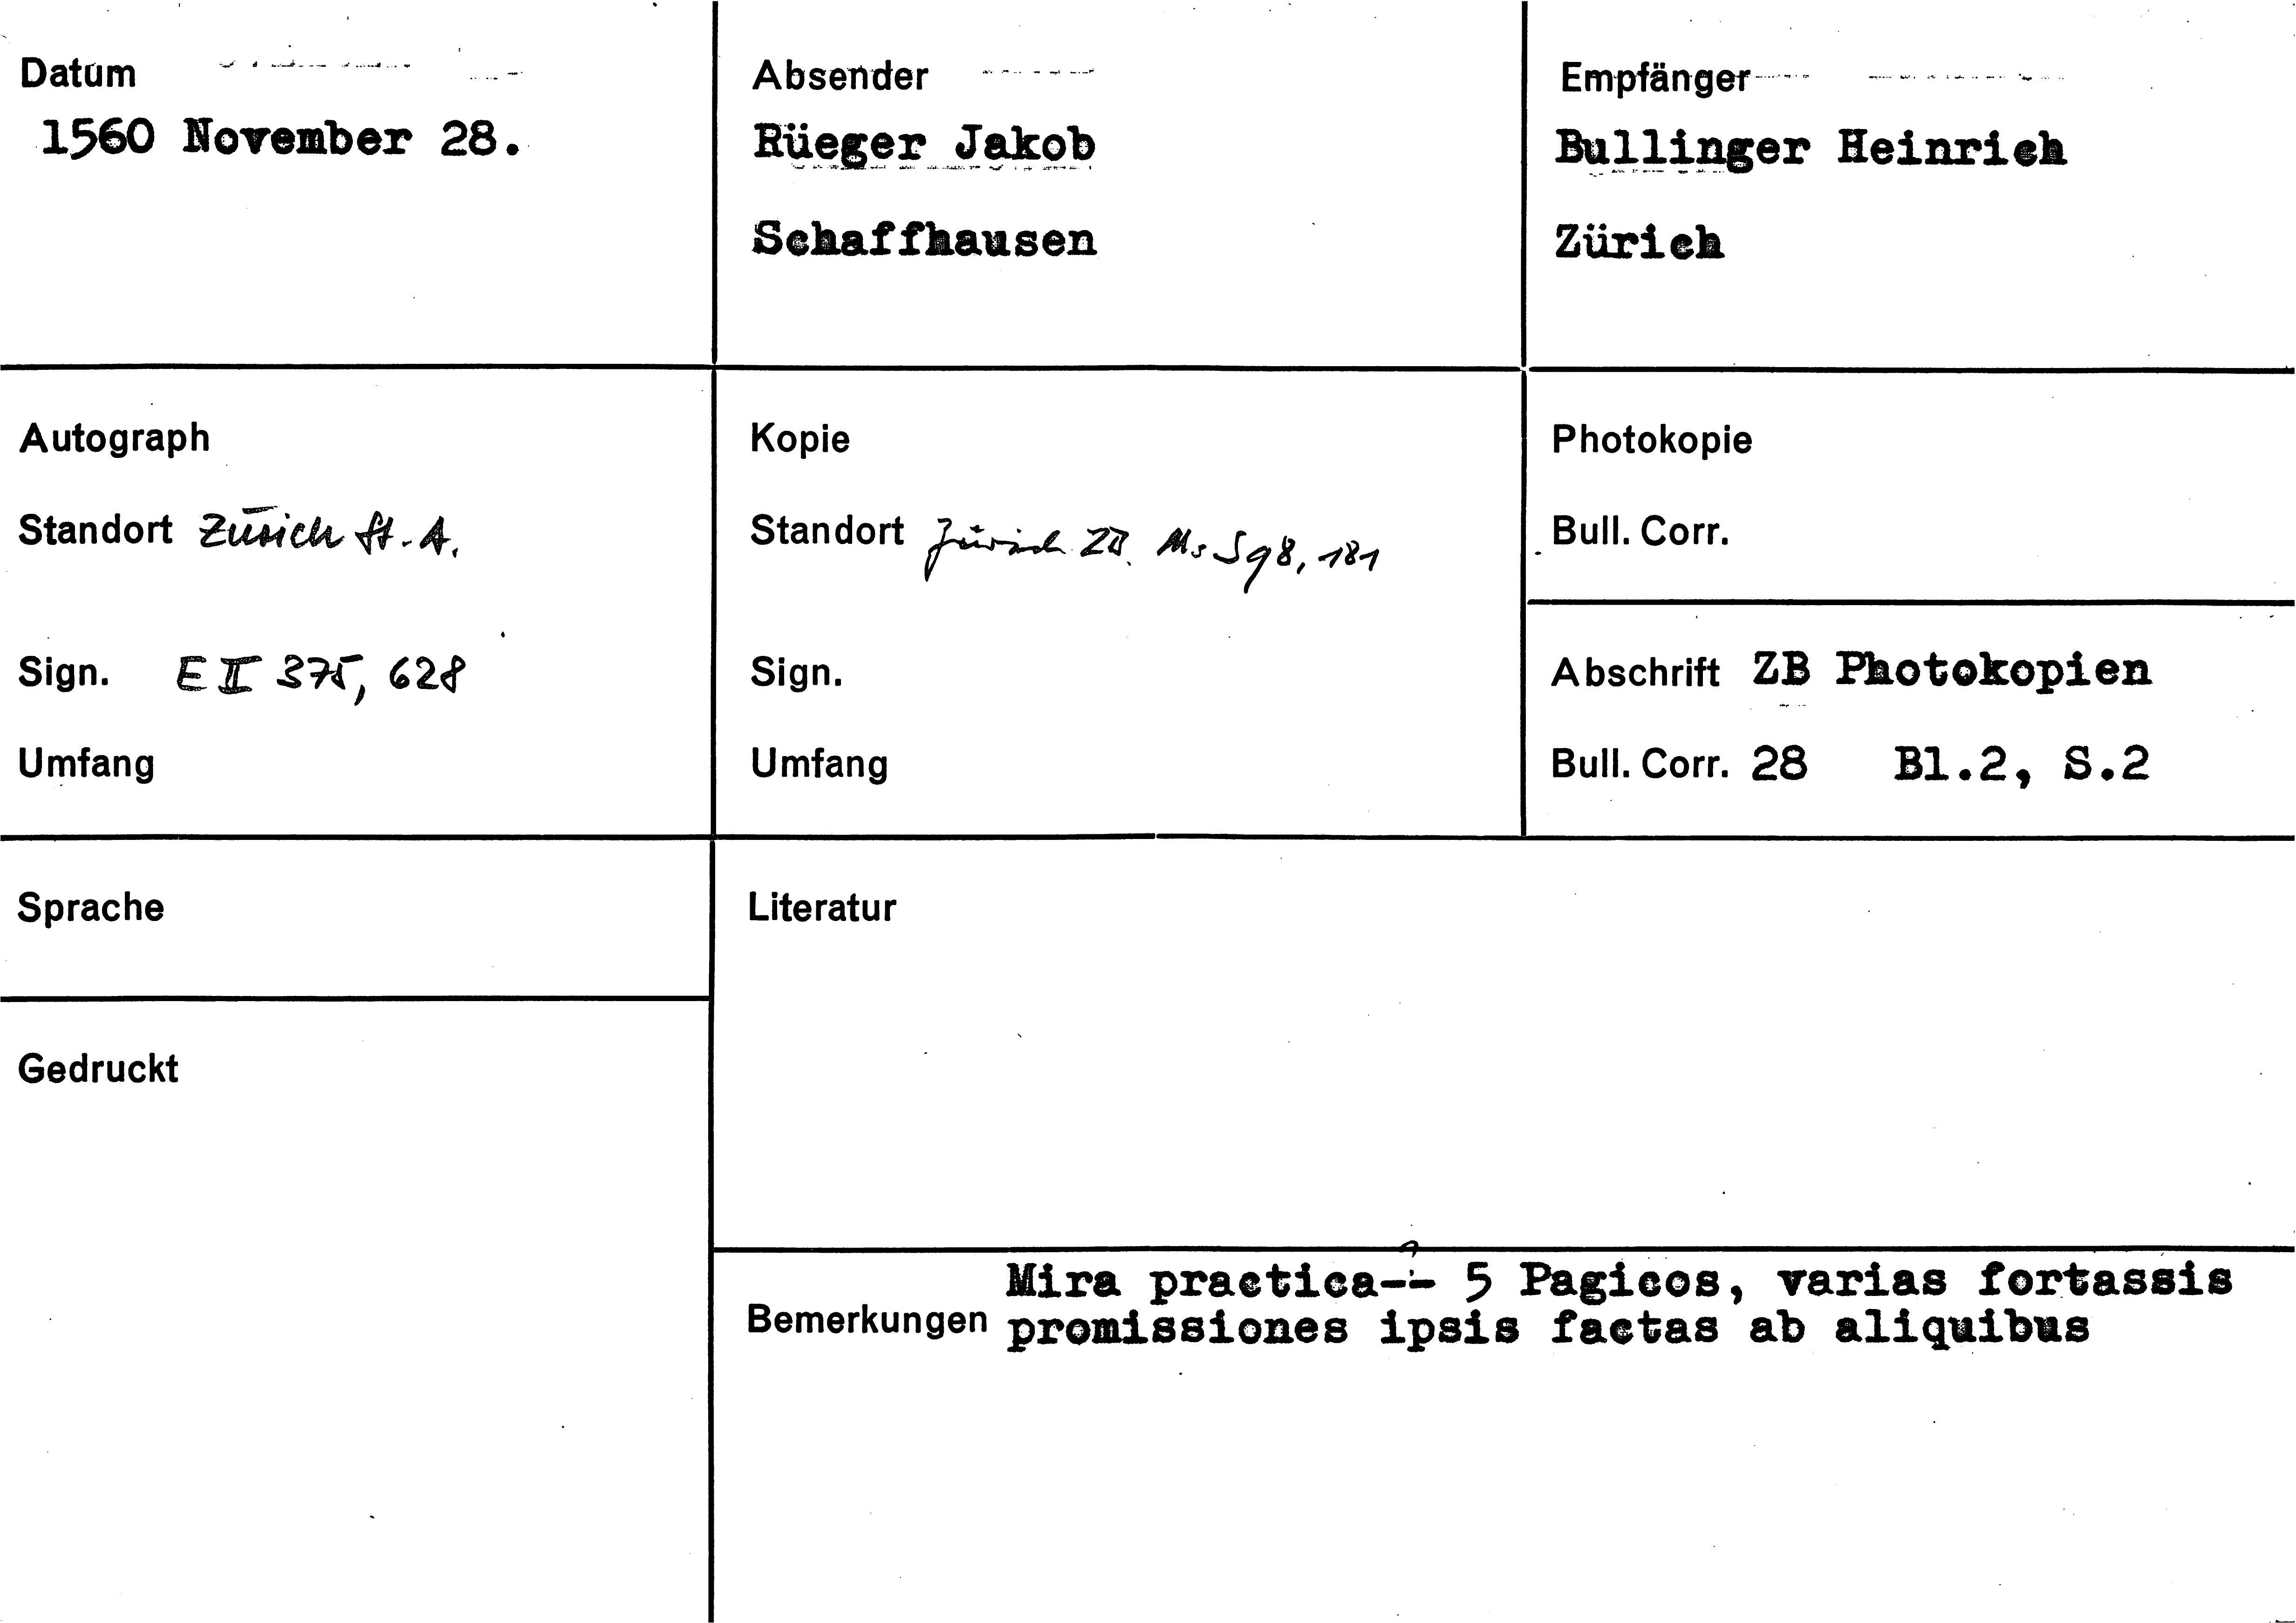 Datum
1560 November 28.
Absender
Rüeger Jakob
Schaffhausen
Empfänger
Bullinger Heinrich
Zürich
Autograph
Standort Zürich St. A.
Sign. E II 375, 628
Umfang
Kopie
Standort Zürich ZB. Ms S 98, 181
Sign.
Umfang
Photokopie
Bull. Corr.
Abschrift ZB Photokopien
Bull. Corr. 28 Bl.2, S.2
Sprache
Gedruckt
Literatur
?
Mira practica-- 5 Pagicos, varias fortassis
Bemerkungen promissiones ipsis factas ab aliquibus